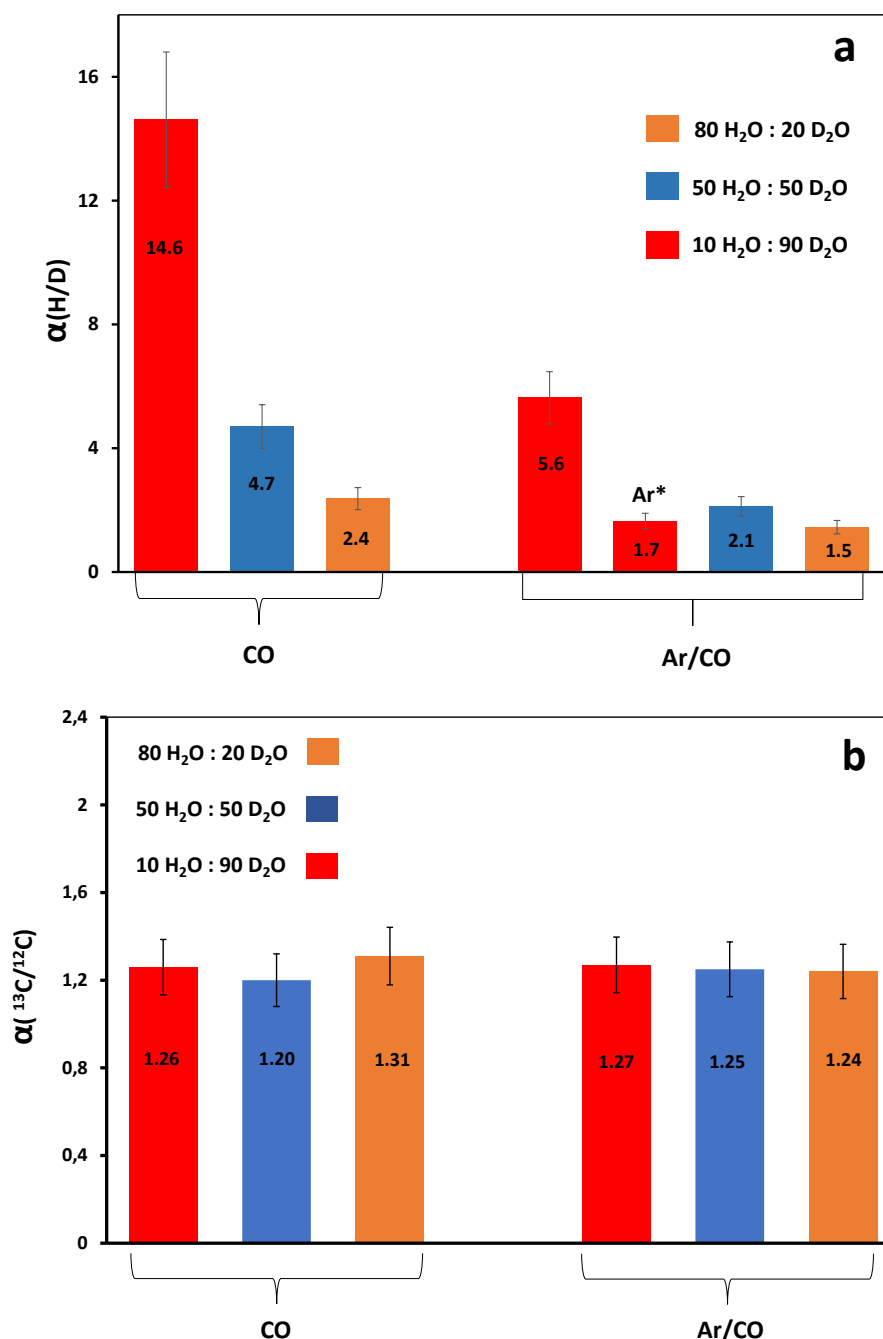 a
16
12
8
4
0
α(H/D)
80 H₂O : 20 D₂O
50 H₂O : 50 D₂O
10 H₂O : 90 D₂O
14.6
4.7
2.4
5.6
Ar*
1.7
2.1
1.5
CO
Ar/CO
b
2,4
2
1,6
1,2
0,8
0,4
0
α( ¹³C/¹²C)
80 H₂O : 20 D₂O
50 H₂O : 50 D₂O
10 H₂O : 90 D₂O
1.26
1.20
1.31
1.27
1.25
1.24
CO
Ar/CO